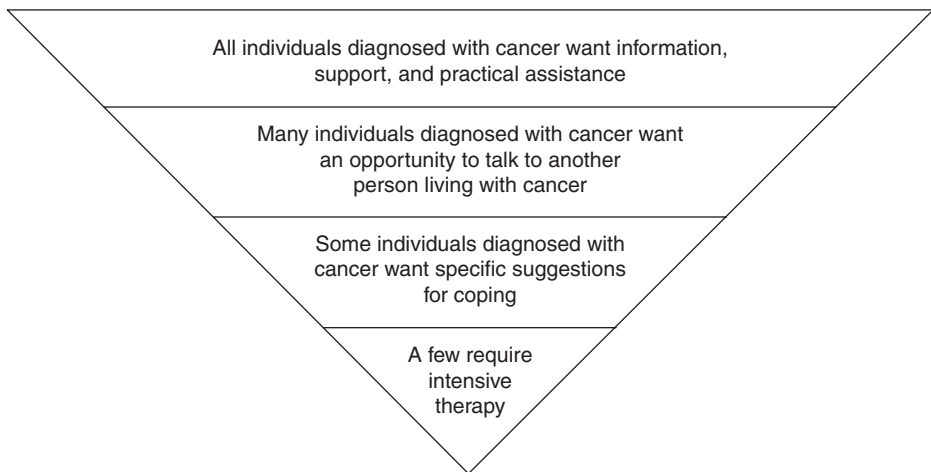 All individuals diagnosed with cancer want information,
support, and practical assistance
Many individuals diagnosed with cancer want
an opportunity to talk to another
person living with cancer
Some individuals diagnosed with
cancer want specific suggestions
for coping
A few require
intensive
therapy